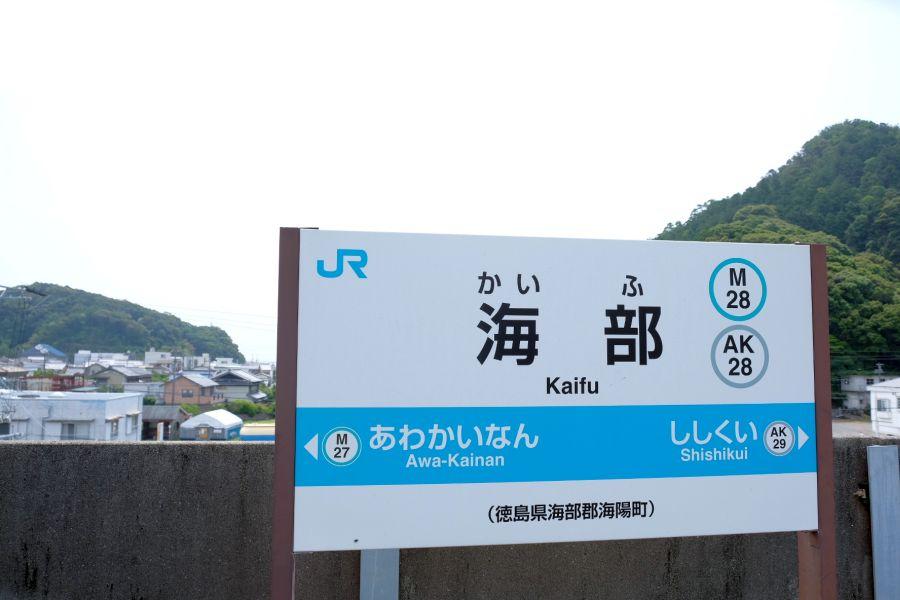 JR
かい ふ
海 部
Kaifu
M
28
AK
28
M
27
あわかいなん
Awa-Kainan
ししくい
Shishikui
AK
29
（徳島県海部郡海陽町）